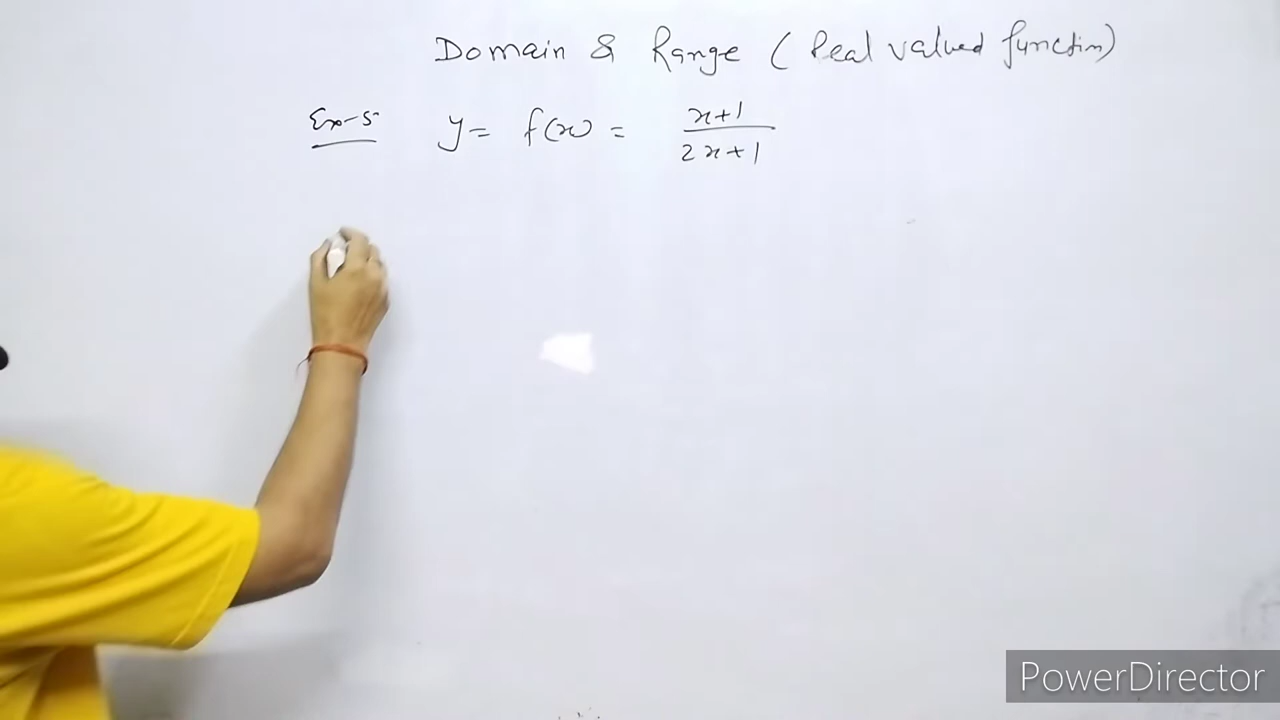 Domain & Range (Real valued function)
Ex-5 y = f(x) = x+1 / 2x+1
PowerDirector